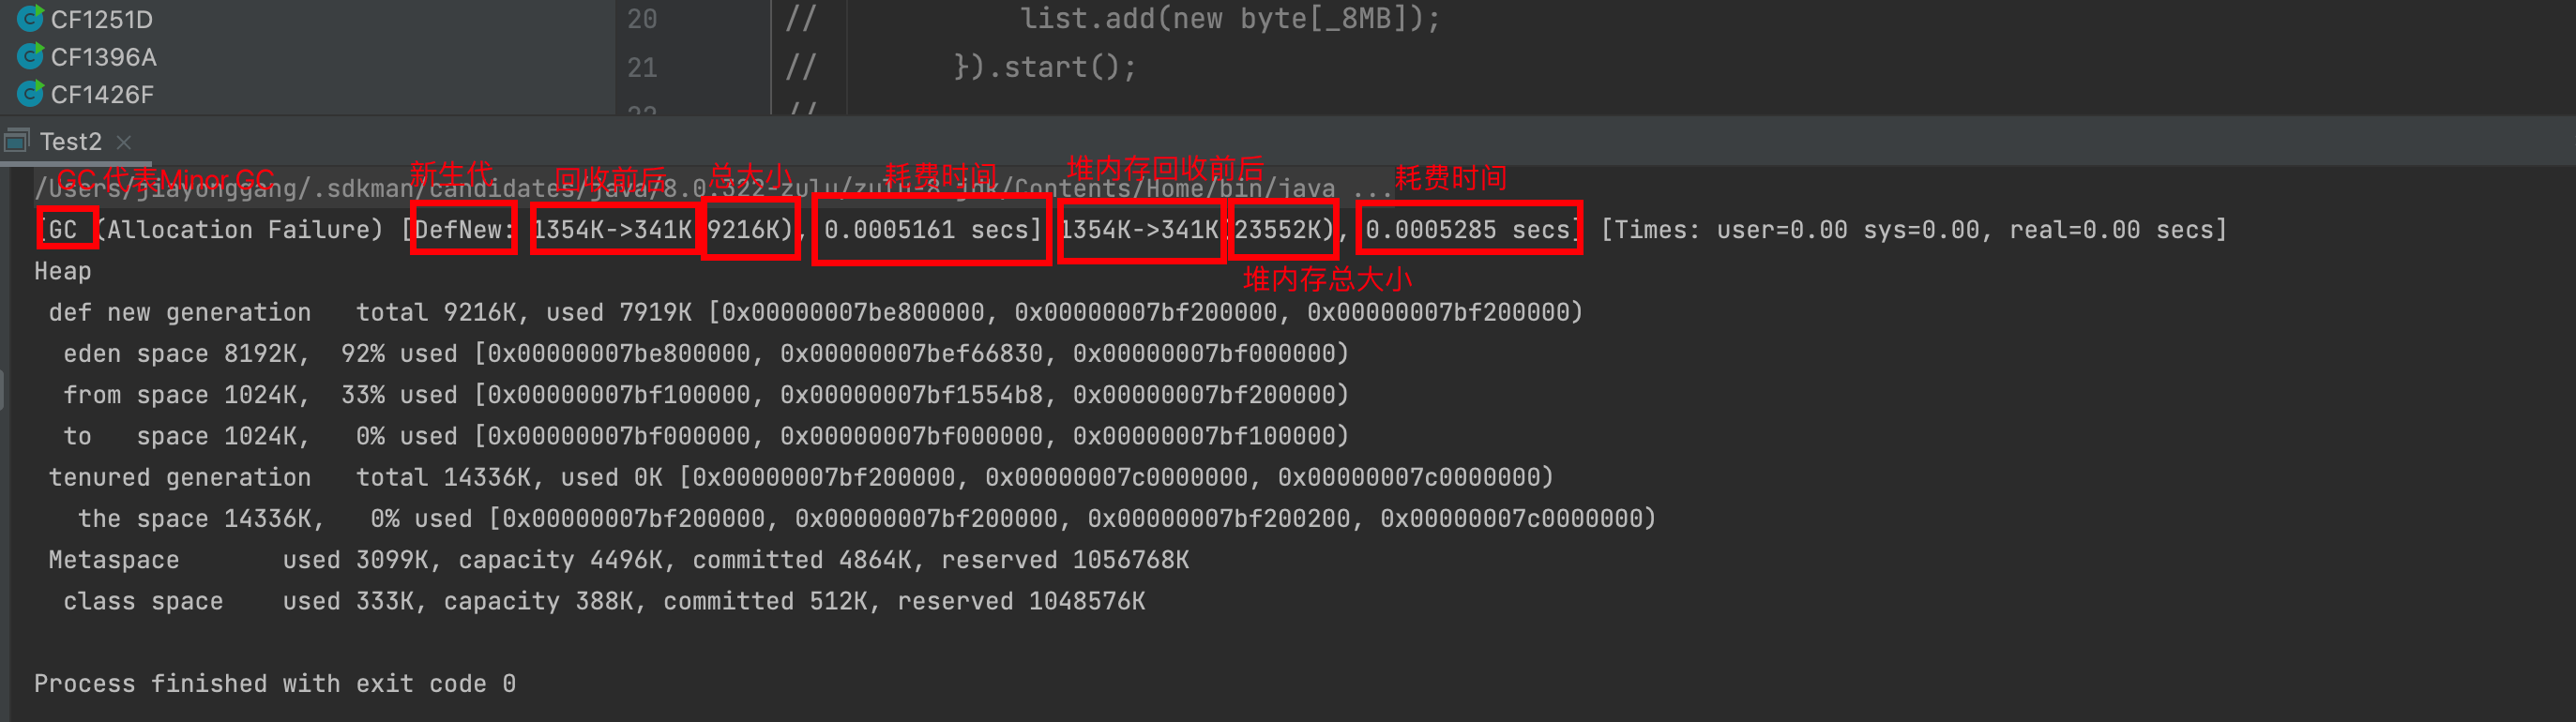 CF1251D
CF1396A
CF1426F
20 // list.add(new byte[_8MB]);
21 // }).start();
22 //
Test2
GC 代表Minor GC 新生代 回收前后 总大小 耗费时间 堆内存回收前后 耗费时间
/Users/jiayonggang/.sdkman/candidates/java/8.0.322-zulu/zulu-8.jdk/Contents/Home/bin/java ...
[GC (Allocation Failure) [DefNew: 1354K->341K(9216K), 0.0005161 secs] 1354K->341K(23552K), 0.0005285 secs] [Times: user=0.00 sys=0.00, real=0.00 secs]
堆内存总大小
Heap
def new generation total 9216K, used 7919K [0x00000007be800000, 0x00000007bf200000, 0x00000007bf200000)
eden space 8192K, 92% used [0x00000007be800000, 0x00000007bef66830, 0x00000007bf000000)
from space 1024K, 33% used [0x00000007bf100000, 0x00000007bf1554b8, 0x00000007bf200000)
to space 1024K, 0% used [0x00000007bf000000, 0x00000007bf000000, 0x00000007bf100000)
tenured generation total 14336K, used 0K [0x00000007bf200000, 0x00000007c0000000, 0x00000007c0000000)
the space 14336K, 0% used [0x00000007bf200000, 0x00000007bf200000, 0x00000007bf200200, 0x00000007c0000000)
Metaspace used 3099K, capacity 4496K, committed 4864K, reserved 1056768K
class space used 333K, capacity 388K, committed 512K, reserved 1048576K
Process finished with exit code 0